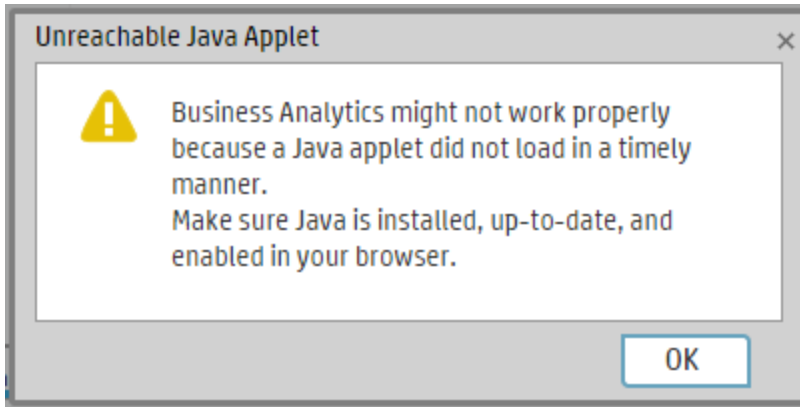 Unreachable Java Applet
Business Analytics might not work properly
because a Java applet did not load in a timely
manner.
Make sure Java is installed, up-to-date, and
enabled in your browser.
OK